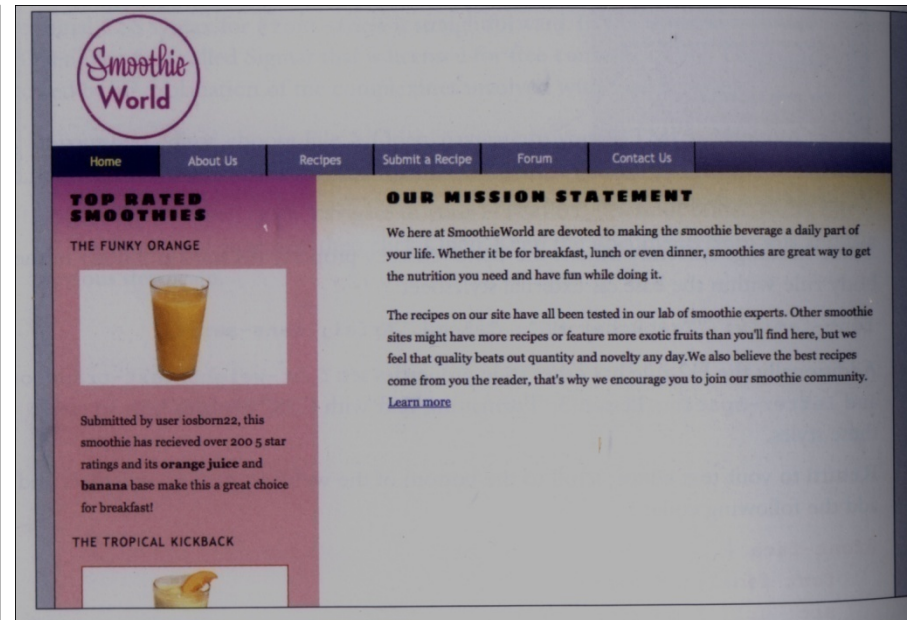 Smoothie
World
Home
About Us
Recipes
Submit a Recipe
Forum
Contact Us
TOP RATED
SMOOTHIES
THE FUNKY ORANGE
Submitted by user iosborn22, this
smoothie has recieved over 200 5 star
ratings and its orange juice and
banana base make this a great choice
for breakfast!
THE TROPICAL KICKBACK
OUR MISSION STATEMENT
We here at SmoothieWorld are devoted to making the smoothie beverage a daily part of
your life. Whether it be for breakfast, lunch or even dinner, smoothies are great way to get
the nutrition you need and have fun while doing it.
The recipes on our site have all been tested in our lab of smoothie experts. Other smoothie
sites might have more recipes or feature more exotic fruits than you'll find here, but we
feel that quality beats out quantity and novelty any day.We also believe the best recipes
come from you the reader, that's why we encourage you to join our smoothie community.
Learn more